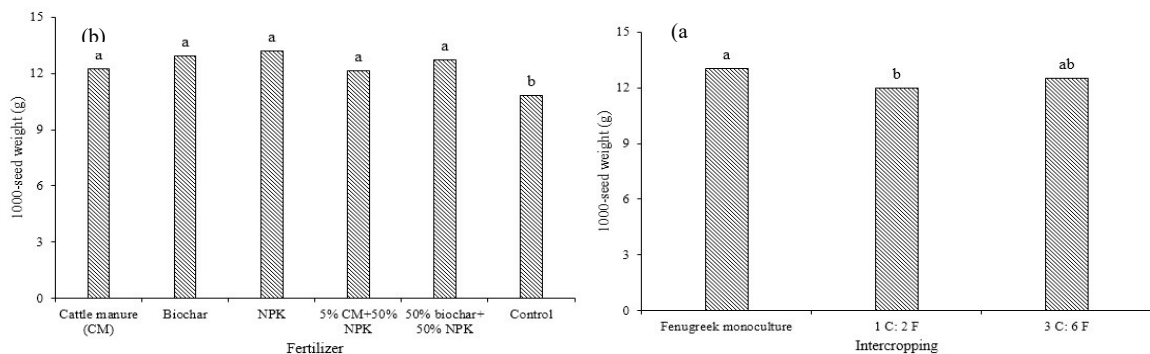 15
(b)
a
a
a
a
a
b
12
9
6
3
0
1000-seed weight (g)
Cattle manure
(CM)
Biochar
NPK
5% CM+50%
NPK
50% biochar+
50% NPK
Control
Fertilizer
15
(a
a
b
ab
12
9
6
3
0
1000-seed weight (g)
Fenugreek monoculture
1 C: 2 F
3 C: 6 F
Intercropping